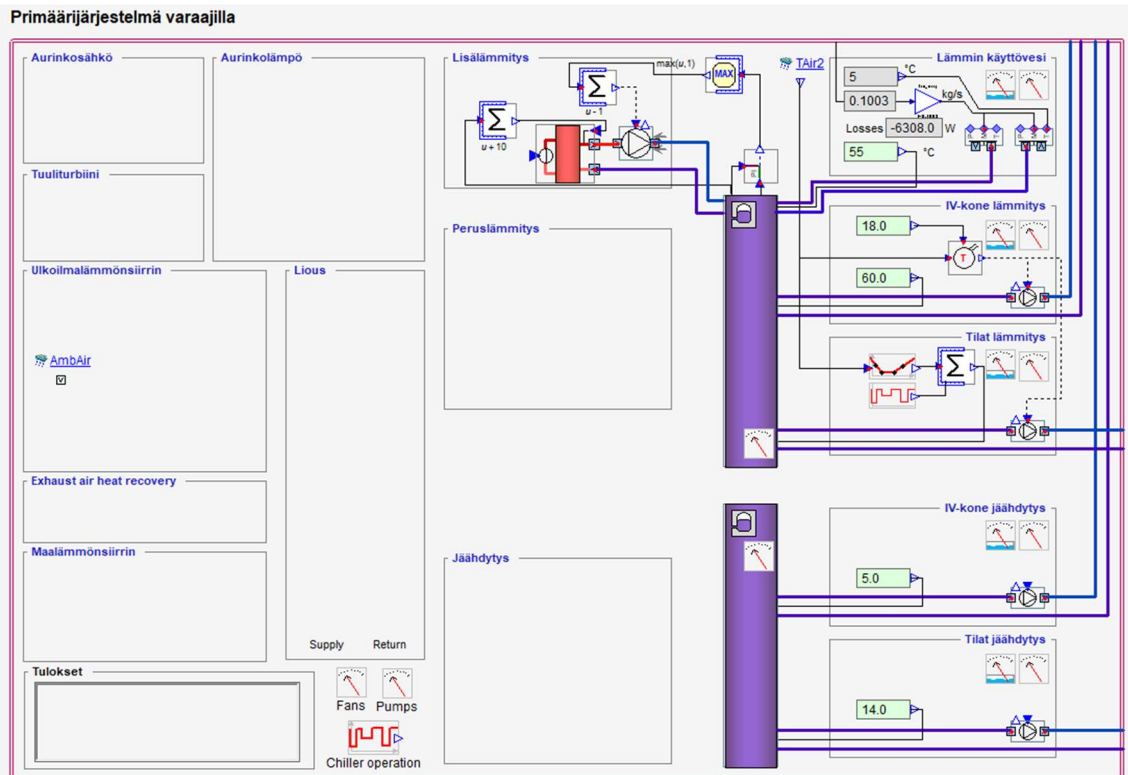 Primäärijärjestelmä varaajilla
Aurinkosähkö
Aurinkolämpö
Lisälämmitys
max(u,1)
MAX
TAir2
Lämmin käyttövesi
5
°C
0.1003
kg/s
Losses -6308.0 W
55
°C
Σ
u - 1
Σ
u + 10
PI
P M T
P M T
Tuuliturbiini
Peruslämmitys
IV-kone lämmitys
18.0
T
60.0
Ulkoilmalämmönsiirrin
Lious
AmbAir
V
Tilat lämmitys
Σ
Exhaust air heat recovery
Maalämmönsiirrin
Jäähdytys
IV-kone jäähdytys
5.0
Tilat jäähdytys
14.0
Supply Return
Tulokset
Fans Pumps
Chiller operation